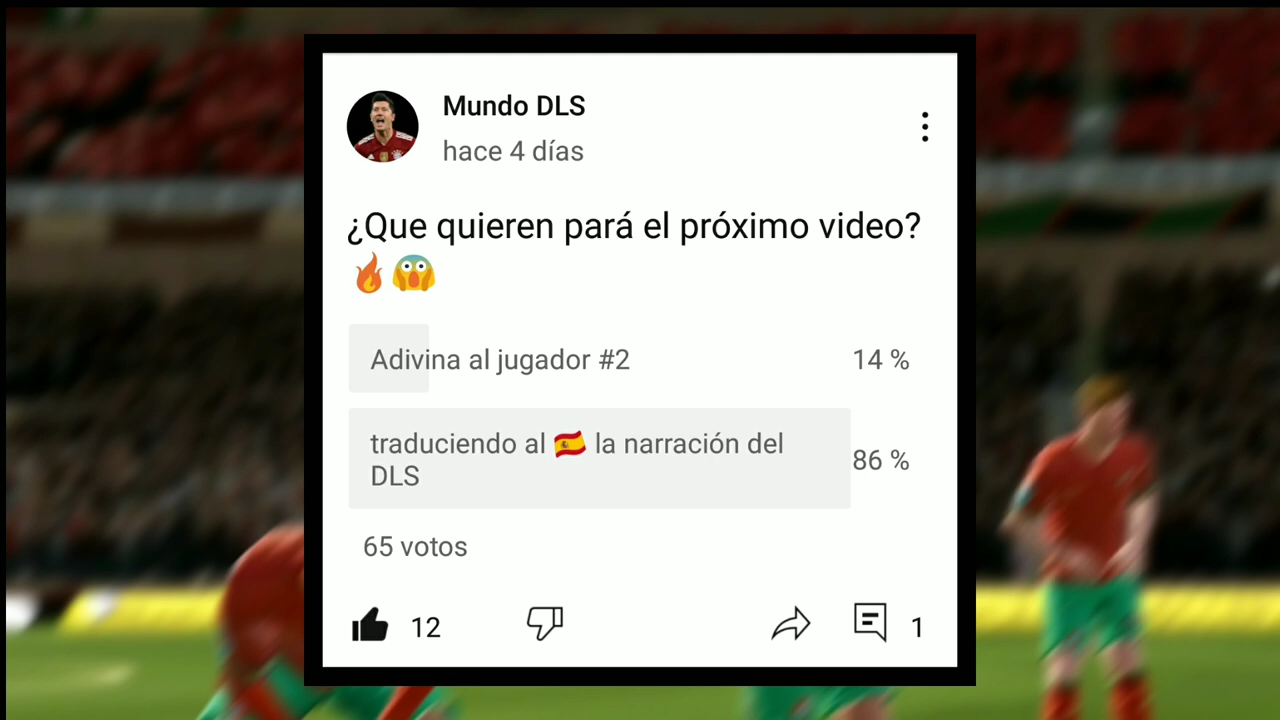 Mundo DLS
hace 4 días
¿Que quieren pará el próximo video?
🔥😱
Adivina al jugador #2
14 %
traduciendo al 🇪🇸 la narración del
DLS
86 %
65 votos
12
1